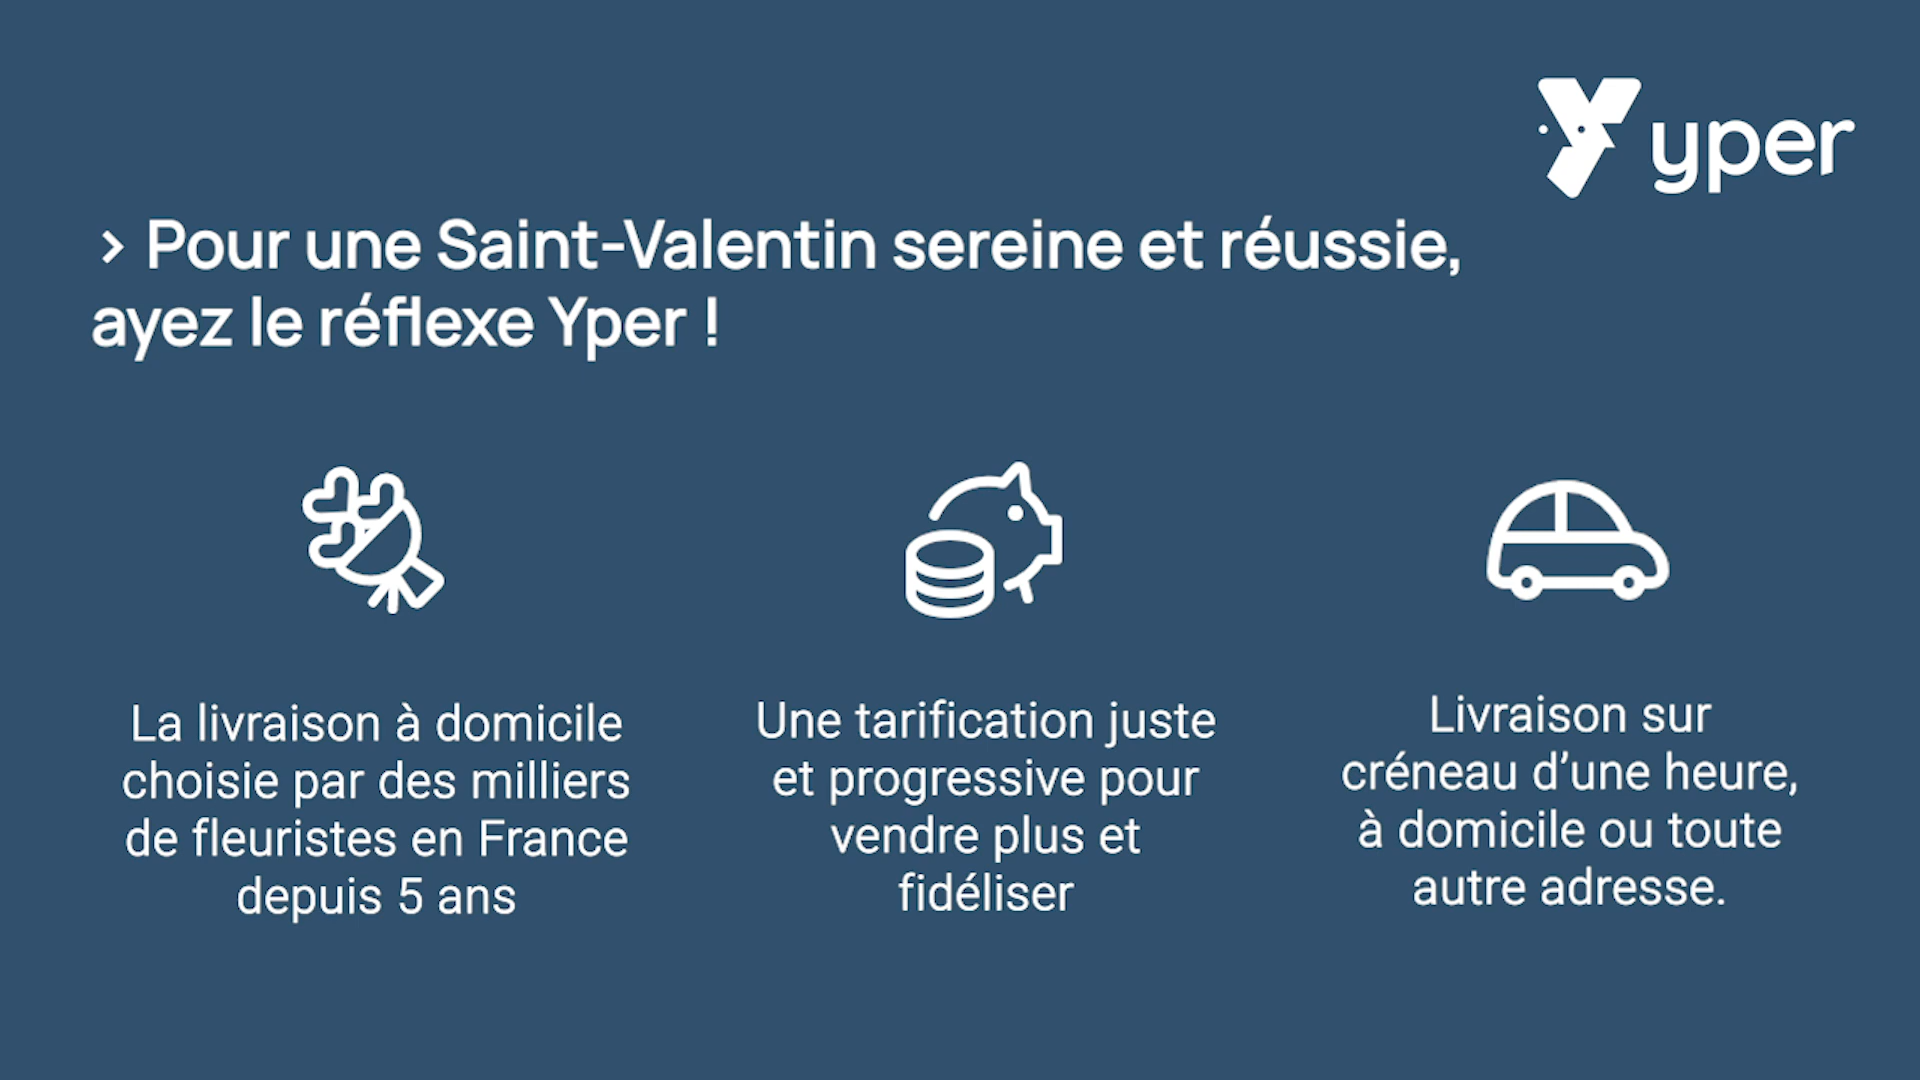 yper
> Pour une Saint-Valentin sereine et réussie,
ayez le réflexe Yper !
La livraison à domicile
choisie par des milliers
de fleuristes en France
depuis 5 ans
Une tarification juste
et progressive pour
vendre plus et
fidéliser
Livraison sur
créneau d’une heure,
à domicile ou toute
autre adresse.